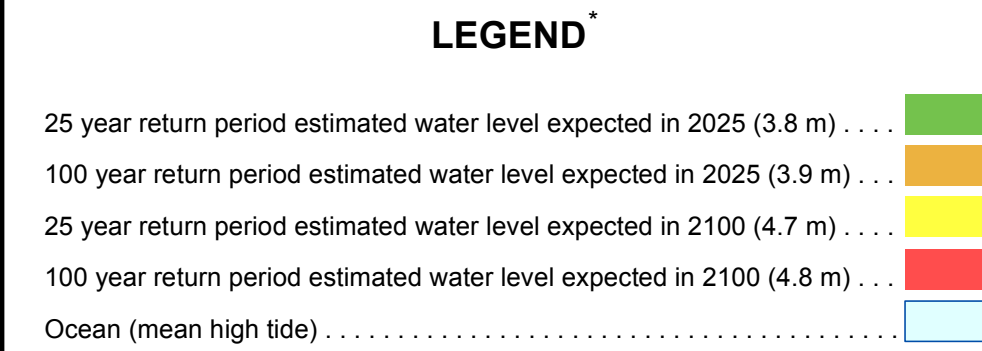 LEGEND*
25 year return period estimated water level expected in 2025 (3.8 m) . . . .
100 year return period estimated water level expected in 2025 (3.9 m) . . .
25 year return period estimated water level expected in 2100 (4.7 m) . . . .
100 year return period estimated water level expected in 2100 (4.8 m) . . .
Ocean (mean high tide) . . . . . . . . . . . . . . . . . . . . . . . . . . . . . . . . . . . . . . . .